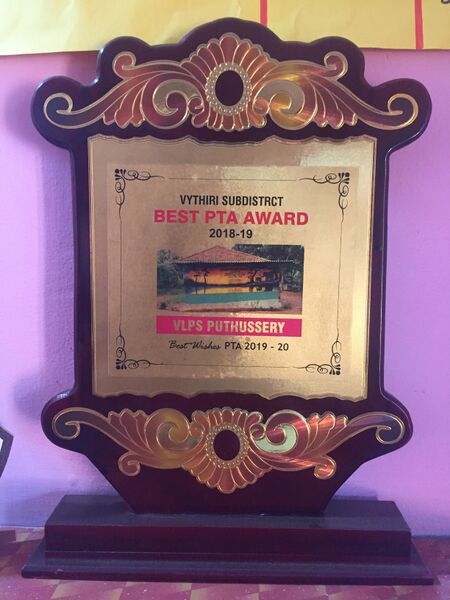 VYTHIRI SUBDISTRCT
BEST PTA AWARD
2018-19
VLPS PUTHUSSERY
Best Wishes PTA 2019 - 20